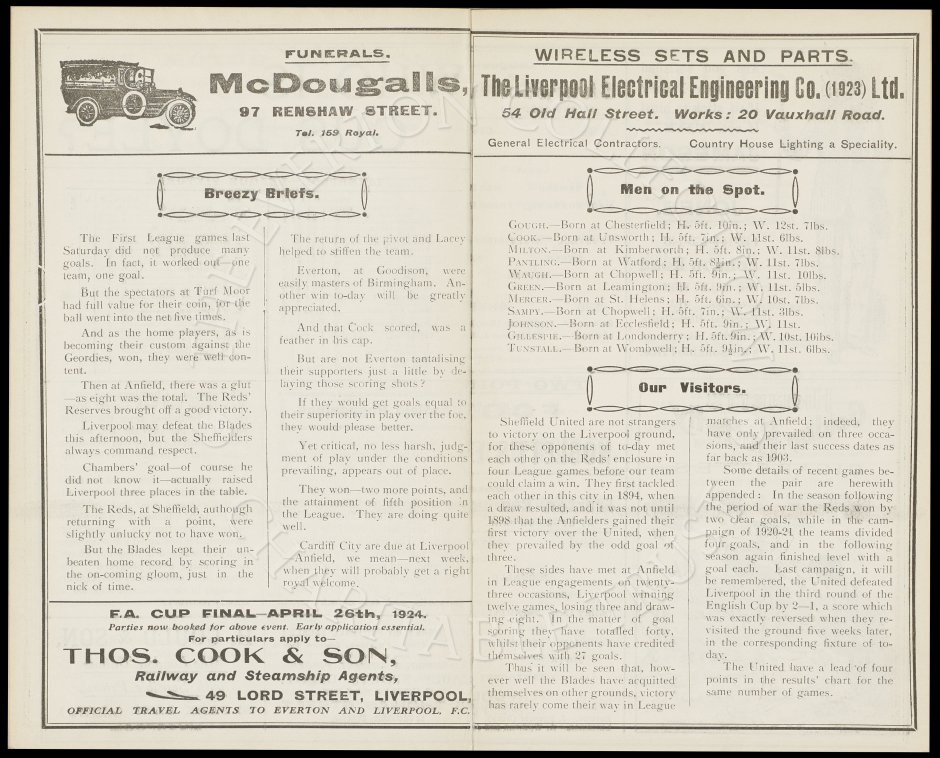 FUNERALS.
McDougalls,
97 RENSHAW STREET.
Tel. 159 Royal.
Breezy Briefs.
The First League games last
Saturday did not produce many
goals. In fact, it worked out—one
team, one goal.
But the spectators at Turf Moor
had full value for their coin, for the
ball went into the net five times.
And as the home players, as is
becoming their custom against the
Geordies, won, they were well con-
tent.
Then at Anfield, there was a glut
—as eight was the total. The Reds'
Reserves brought off a good victory.
Liverpool may defeat the Blades
this afternoon, but the Sheffielders
always command respect.
Chambers' goal—of course he
did not know it—actually raised
Liverpool three places in the table.
The Reds, at Sheffield, authough
returning with a point, were
slightly unlucky not to have won.
But the Blades kept their un-
beaten home record by scoring in
the on-coming gloom, just in the
nick of time.
The return of the pivot and Lacey
helped to stiffen the team.
Everton, at Goodison, were
easily masters of Birmingham. An-
other win to-day will be greatly
appreciated.
And that Cock scored, was a
feather in his cap.
But are not Everton tantalising
their supporters just a little by de-
laying those scoring shots?
If they would get goals equal to
their superiority in play over the foe,
they would please better.
Yet critical, no less harsh, judg-
ment of play under the conditions
prevailing, appears out of place.
They won—two more points, and
the attainment of fifth position in
the League. They are doing quite
well.
Cardiff City are due at Liverpool
—Anfield, we mean—next week,
when they will probably get a right
royal welcome.
F.A. CUP FINAL—APRIL 26th, 1924.
Parties now booked for above event. Early application essential.
For particulars apply to—
THOS. COOK & SON,
Railway and Steamship Agents,
49 LORD STREET, LIVERPOOL,
OFFICIAL TRAVEL AGENTS TO EVERTON AND LIVERPOOL. F.C.
WIRELESS SETS AND PARTS.
The Liverpool Electrical Engineering Co. (1923) Ltd.
54 Old Hall Street. Works: 20 Vauxhall Road.
General Electrical Contractors. Country House Lighting a Speciality.
Men on the Spot.
GOUGH.—Born at Chesterfield; H. 5ft. 10in.; W. 12st. 7lbs.
COOK.—Born at Unsworth; H. 5ft. 7in.; W. 11st. 6lbs.
MILTON.—Born at Kimberworth; H. 5ft. 8in.; W. 11st. 8lbs.
PANTLING.—Born at Watford; H. 5ft. 8½in.; W. 11st. 7lbs.
WAUGH.—Born at Chopwell; H. 5ft. 9in.; W. 11st. 10lbs.
GREEN.—Born at Leamington; H. 5ft. 9in.; W. 11st. 5lbs.
MERCER.—Born at St. Helens; H. 5ft. 6in.; W. 10st. 7lbs.
SAMPY.—Born at Chopwell; H. 5ft. 7in.; W. 11st. 3lbs.
JOHNSON.—Born at Ecclesfield; H. 5ft. 9in.; W. 11st.
GILLESPIE.—Born at Londonderry; H. 5ft. 9in.; W. 10st. 10lbs.
TUNSTALL.—Born at Wombwell; H. 5ft. 9½in.; W. 11st. 6lbs.
Our Visitors.
Sheffield United are not strangers
to victory on the Liverpool ground,
for these opponents of to-day met
each other on the Reds' enclosure in
four League games before our team
could claim a win. They first tackled
each other in this city in 1894, when
a draw resulted, and it was not until
1898 that the Anfielders gained their
first victory over the United, when
they prevailed by the odd goal of
three.
These sides have met at Anfield
in League engagements on twenty-
three occasions, Liverpool winning
twelve games, losing three and draw-
ing eight. In the matter of goal
scoring they have totalled forty,
whilst their opponents have credited
themselves with 27 goals.
Thus it will be seen that, how-
ever well the Blades have acquitted
themselves on other grounds, victory
has rarely come their way in League
matches at Anfield; indeed, they
have only prevailed on three occa-
sions, and their last success dates as
far back as 1903.
Some details of recent games be-
tween the pair are herewith
appended: In the season following
the period of war the Reds won by
two clear goals, while in the cam-
paign of 1920-21 the teams divided
four goals, and in the following
season again finished level with a
goal each. Last campaign, it will
be remembered, the United defeated
Liverpool in the third round of the
English Cup by 2—1, a score which
was exactly reversed when they re-
visited the ground five weeks later,
in the corresponding fixture of to-
day.
The United have a lead of four
points in the results' chart for the
same number of games.